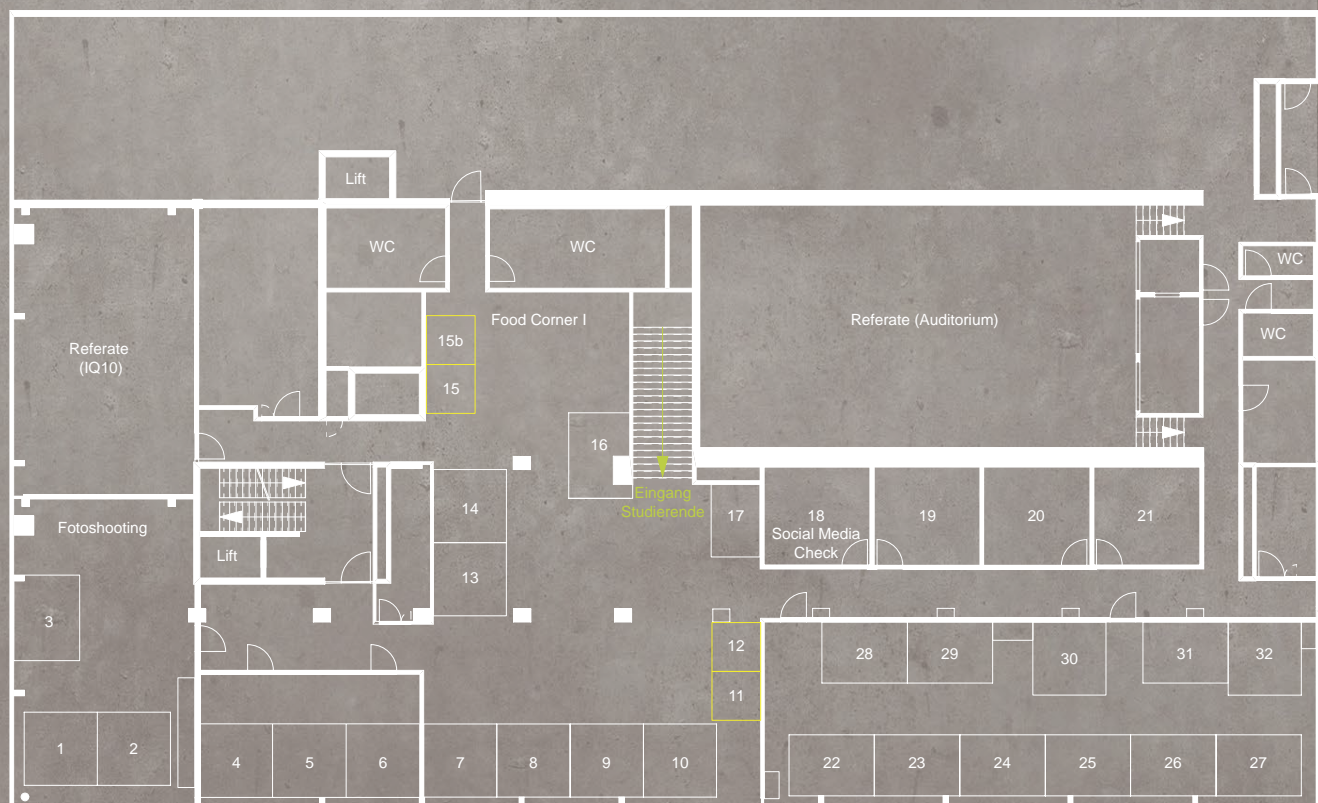 Lift
WC
WC
WC
Food Corner I
Referate (Auditorium)
15b
WC
Referate
(IQ10)
15
16
Eingang
Studierende
14
17
18
Social Media
Check
19
20
21
Fotoshooting
Lift
13
3
12
28
29
30
31
32
11
1
2
4
5
6
7
8
9
10
22
23
24
25
26
27